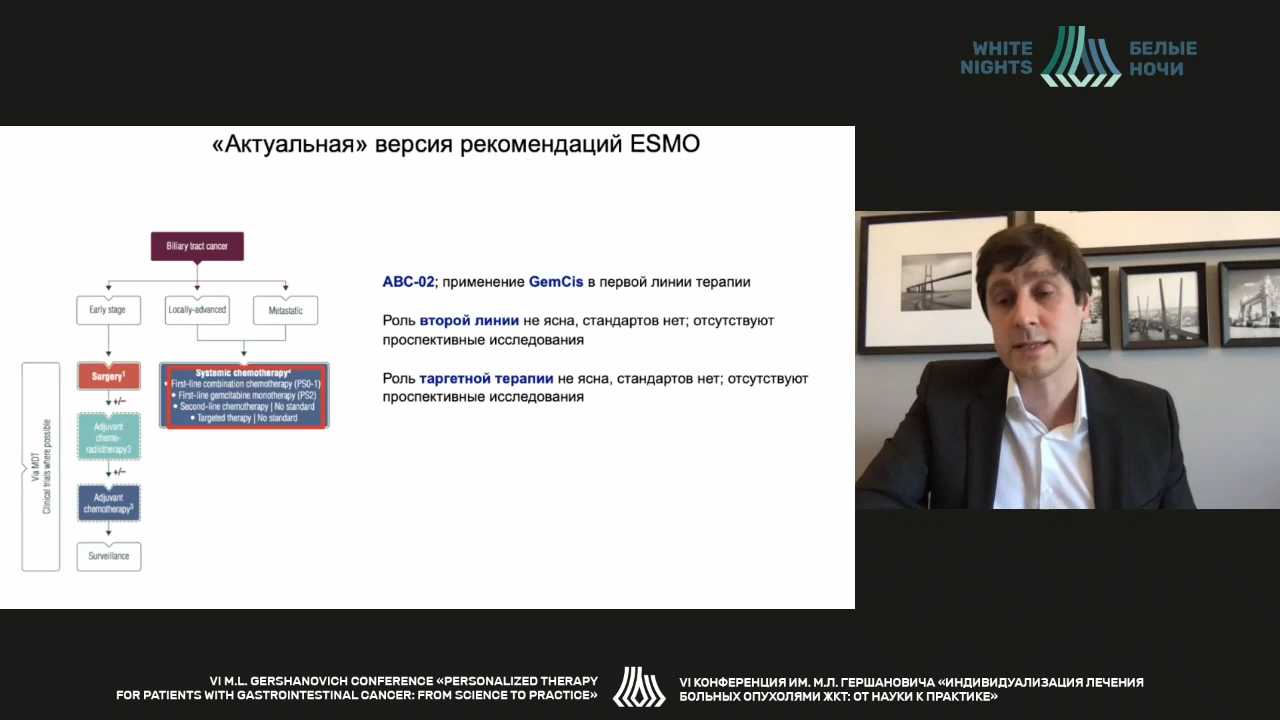 WHITE
NIGHTS
БЕЛЫЕ
НОЧИ
«Актуальная» версия рекомендаций ESMO
Biliary tract cancer
Early stage
Locally-advanced
Metastatic
Surgery¹
Systemic chemotherapy²
• First-line combination chemotherapy (PS0-1)
• First-line gemcitabine monotherapy (PS2)
• Second-line chemotherapy | No standard
• Targeted therapy | No standard
+/–
Adjuvant
chemo-
radiotherapy3
+/–
Adjuvant
chemotherapy³
Surveillance
Via MDT
Clinical trials where possible
ABC-02; применение GemCis в первой линии терапии
Роль второй линии не ясна, стандартов нет; отсутствуют
проспективные исследования
Роль таргетной терапии не ясна, стандартов нет; отсутствуют
проспективные исследования
VI M.L. GERSHANOVICH CONFERENCE «PERSONALIZED THERAPY
FOR PATIENTS WITH GASTROINTESTINAL CANCER: FROM SCIENCE TO PRACTICE»
VI КОНФЕРЕНЦИЯ ИМ. М.Л. ГЕРШАНОВИЧА «ИНДИВИДУАЛИЗАЦИЯ ЛЕЧЕНИЯ
БОЛЬНЫХ ОПУХОЛЯМИ ЖКТ: ОТ НАУКИ К ПРАКТИКЕ»